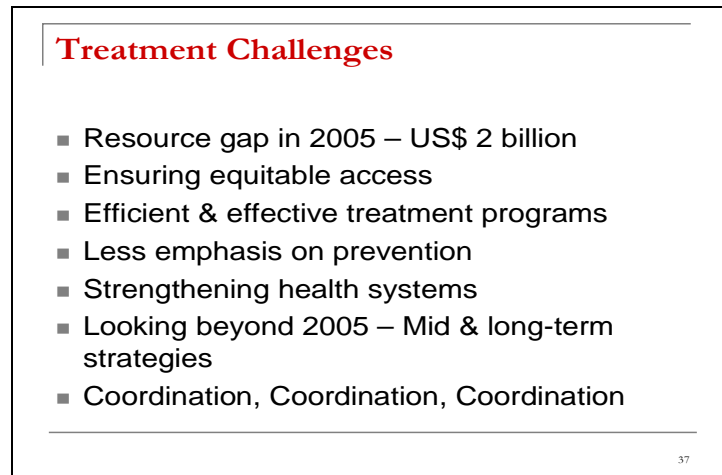 Treatment Challenges
■ Resource gap in 2005 – US$ 2 billion
■ Ensuring equitable access
■ Efficient & effective treatment programs
■ Less emphasis on prevention
■ Strengthening health systems
■ Looking beyond 2005 – Mid & long-term
strategies
■ Coordination, Coordination, Coordination
37